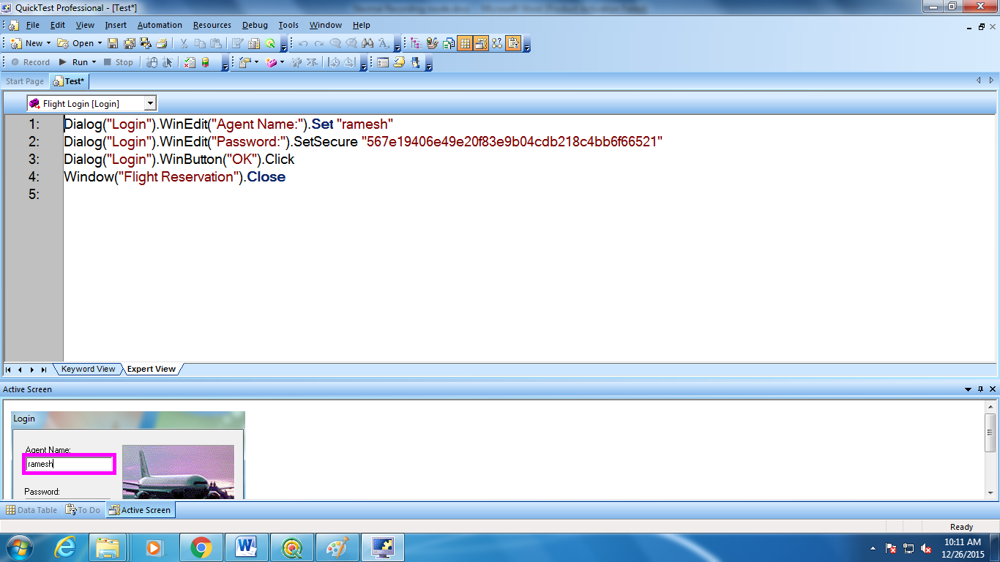 QuickTest Professional - [Test*]
File Edit View Insert Automation Resources Debug Tools Window Help
New Open
Record Run Stop
Start Page Test*
Flight Login [Login]
1: Dialog("Login").WinEdit("Agent Name:").Set "ramesh"
2: Dialog("Login").WinEdit("Password:").SetSecure "567e19406e49e20f83e9b04cdb218c4bb6f66521"
3: Dialog("Login").WinButton("OK").Click
4: Window("Flight Reservation").Close
5:
Keyword View Expert View
Active Screen
Login
Agent Name:
ramesh
Password:
Data Table To Do Active Screen
Ready
10:11 AM
12/26/2015